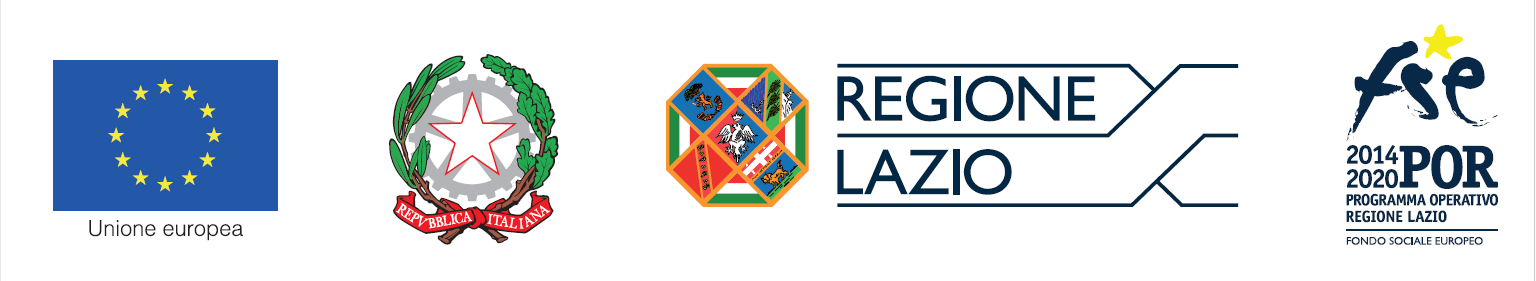 Unione europea
REPVBBLICA ITALIANA
REGIONE
LAZIO
fse
2014
2020 POR
PROGRAMMA OPERATIVO
REGIONE LAZIO
FONDO SOCIALE EUROPEO